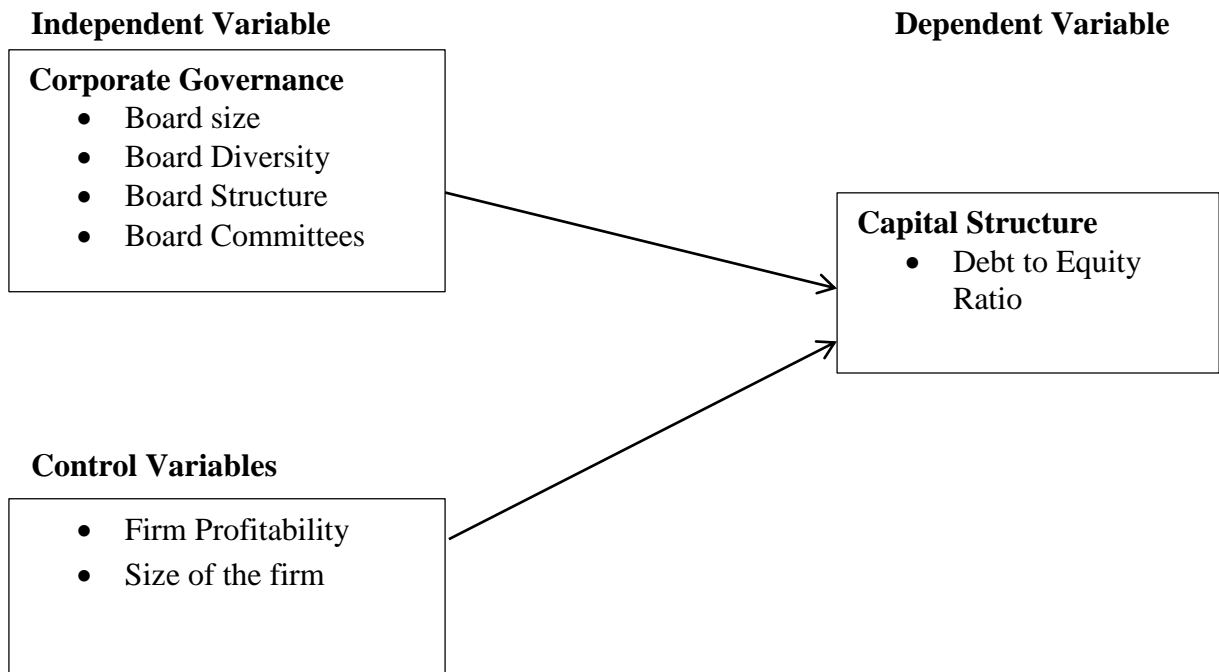 Independent Variable
Corporate Governance
• Board size
• Board Diversity
• Board Structure
• Board Committees
Dependent Variable
Capital Structure
• Debt to Equity
Ratio
Control Variables
• Firm Profitability
• Size of the firm